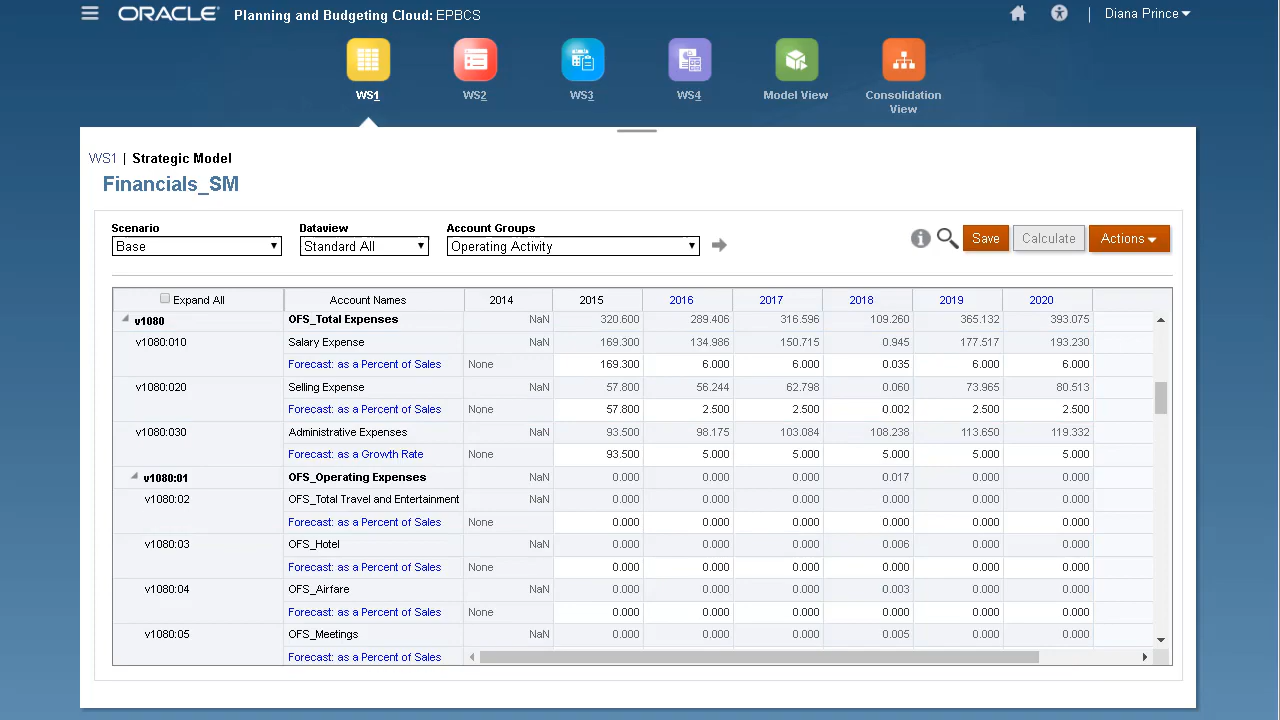 ORACLE® Planning and Budgeting Cloud: EPBCS Diana Prince
WS1 WS2 WS3 WS4 Model View Consolidation View
WS1 | Strategic Model
Financials_SM
Scenario Dataview Account Groups
Base Standard All Operating Activity Save Calculate Actions
Expand All Account Names 2014 2015 2016 2017 2018 2019 2020
v1080 OFS_Total Expenses NaN 320.600 289.406 316.596 109.260 365.132 393.075
v1080:010 Salary Expense NaN 169.300 134.986 150.715 0.945 177.517 193.230
Forecast: as a Percent of Sales None 169.300 6.000 6.000 0.035 6.000 6.000
v1080:020 Selling Expense NaN 57.800 56.244 62.798 0.060 73.965 80.513
Forecast: as a Percent of Sales None 57.800 2.500 2.500 0.002 2.500 2.500
v1080:030 Administrative Expenses NaN 93.500 98.175 103.084 108.238 113.650 119.332
Forecast: as a Growth Rate None 93.500 5.000 5.000 5.000 5.000 5.000
v1080:01 OFS_Operating Expenses NaN 0.000 0.000 0.000 0.017 0.000 0.000
v1080:02 OFS_Total Travel and Entertainment NaN 0.000 0.000 0.000 0.000 0.000 0.000
Forecast: as a Percent of Sales None 0.000 0.000 0.000 0.000 0.000 0.000
v1080:03 OFS_Hotel NaN 0.000 0.000 0.000 0.006 0.000 0.000
Forecast: as a Percent of Sales None 0.000 0.000 0.000 0.000 0.000 0.000
v1080:04 OFS_Airfare NaN 0.000 0.000 0.000 0.003 0.000 0.000
Forecast: as a Percent of Sales None 0.000 0.000 0.000 0.000 0.000 0.000
v1080:05 OFS_Meetings NaN 0.000 0.000 0.000 0.005 0.000 0.000
Forecast: as a Percent of Sales